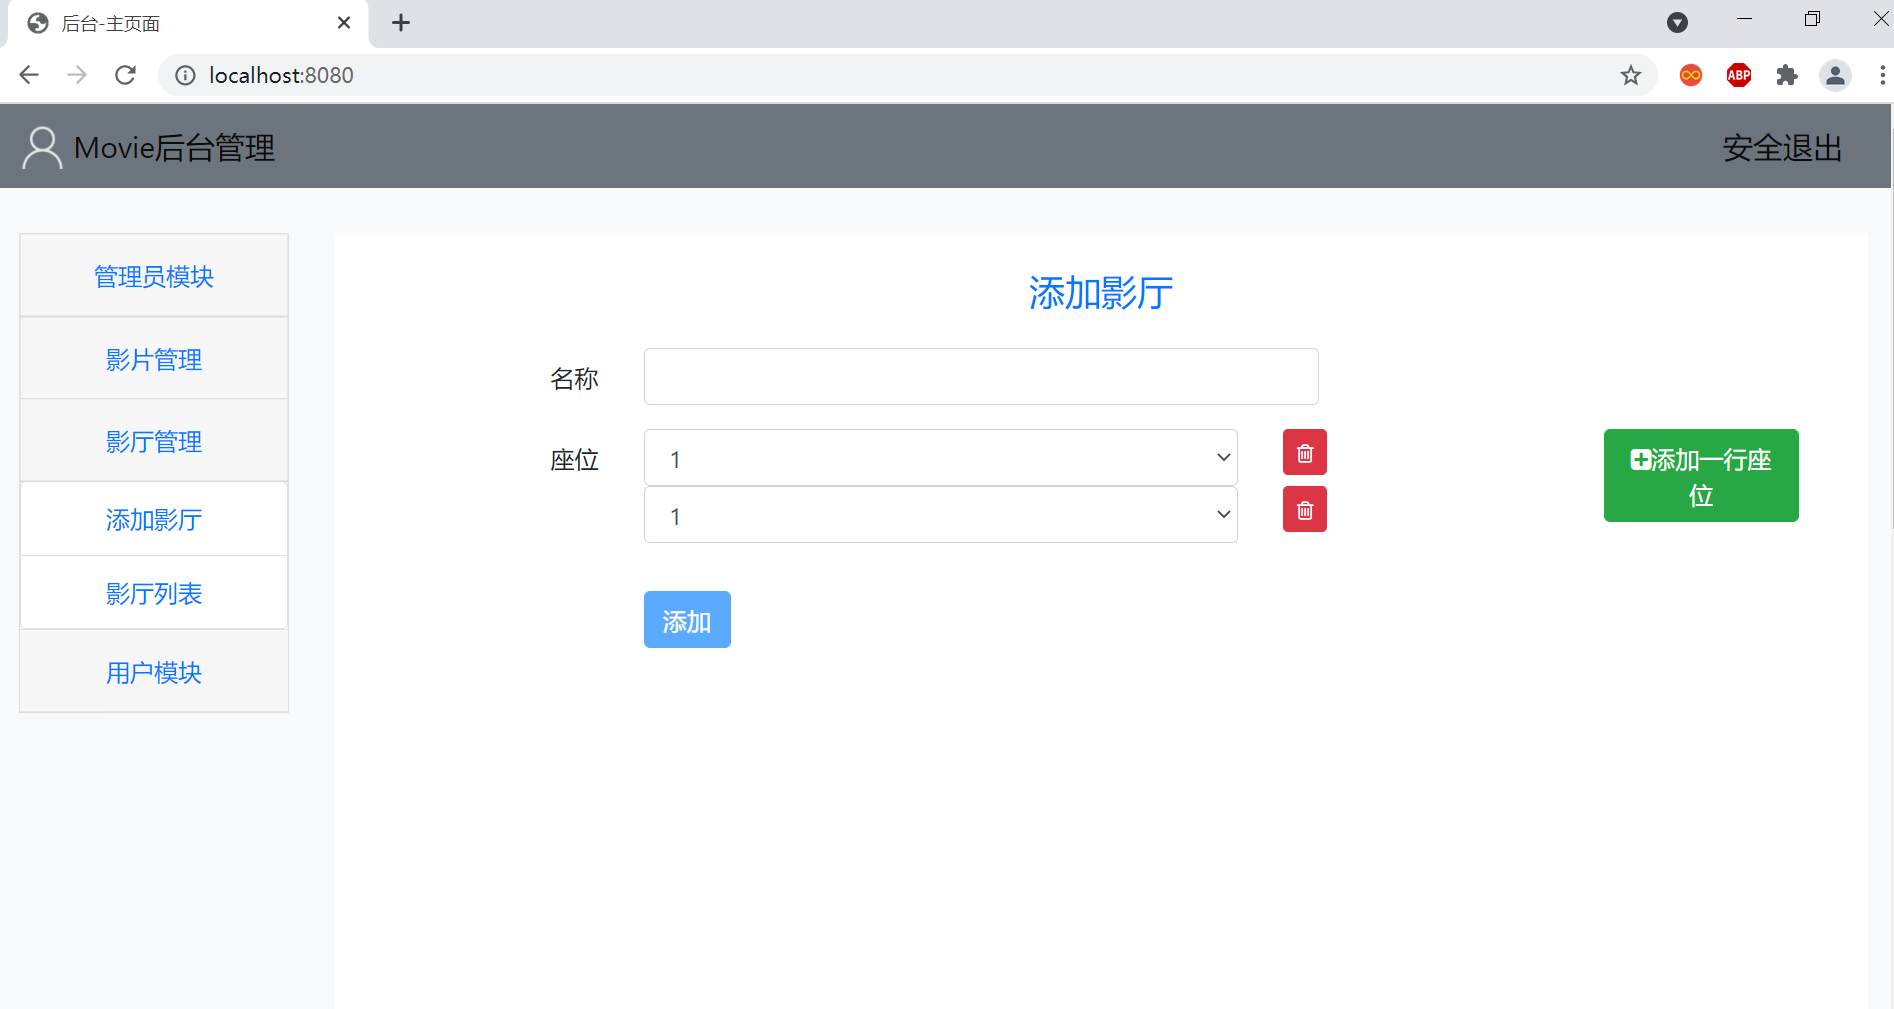 后台-主页面
localhost:8080
ABP
Movie后台管理
安全退出
管理员模块
影片管理
影厅管理
添加影厅
影厅列表
用户模块
添加影厅
名称
座位
1
1
添加一行座
位
添加